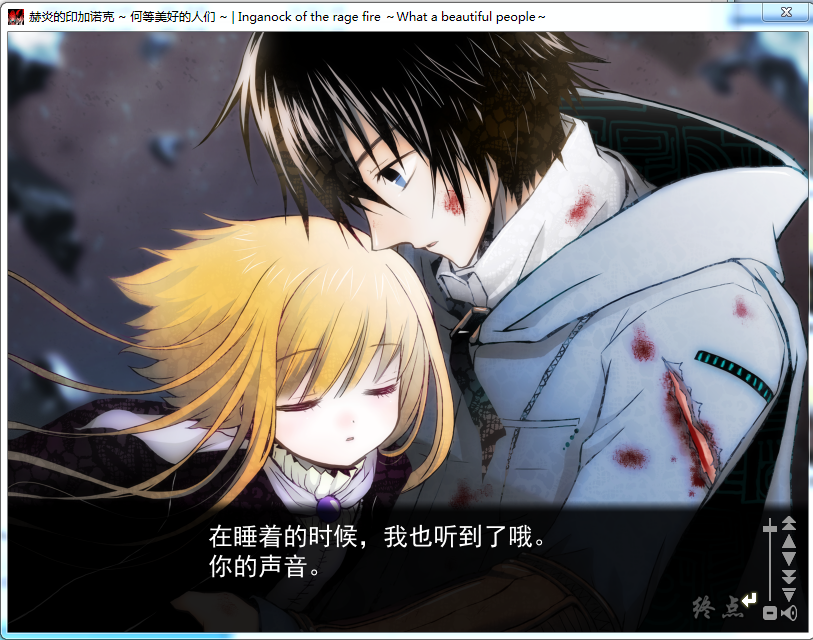 赫炎的印加诺克 ~ 何等美好的人们 ~ | Inganock of the rage fire ～What a beautiful people～
在睡着的时候，我也听到了哦。
你的声音。
终点